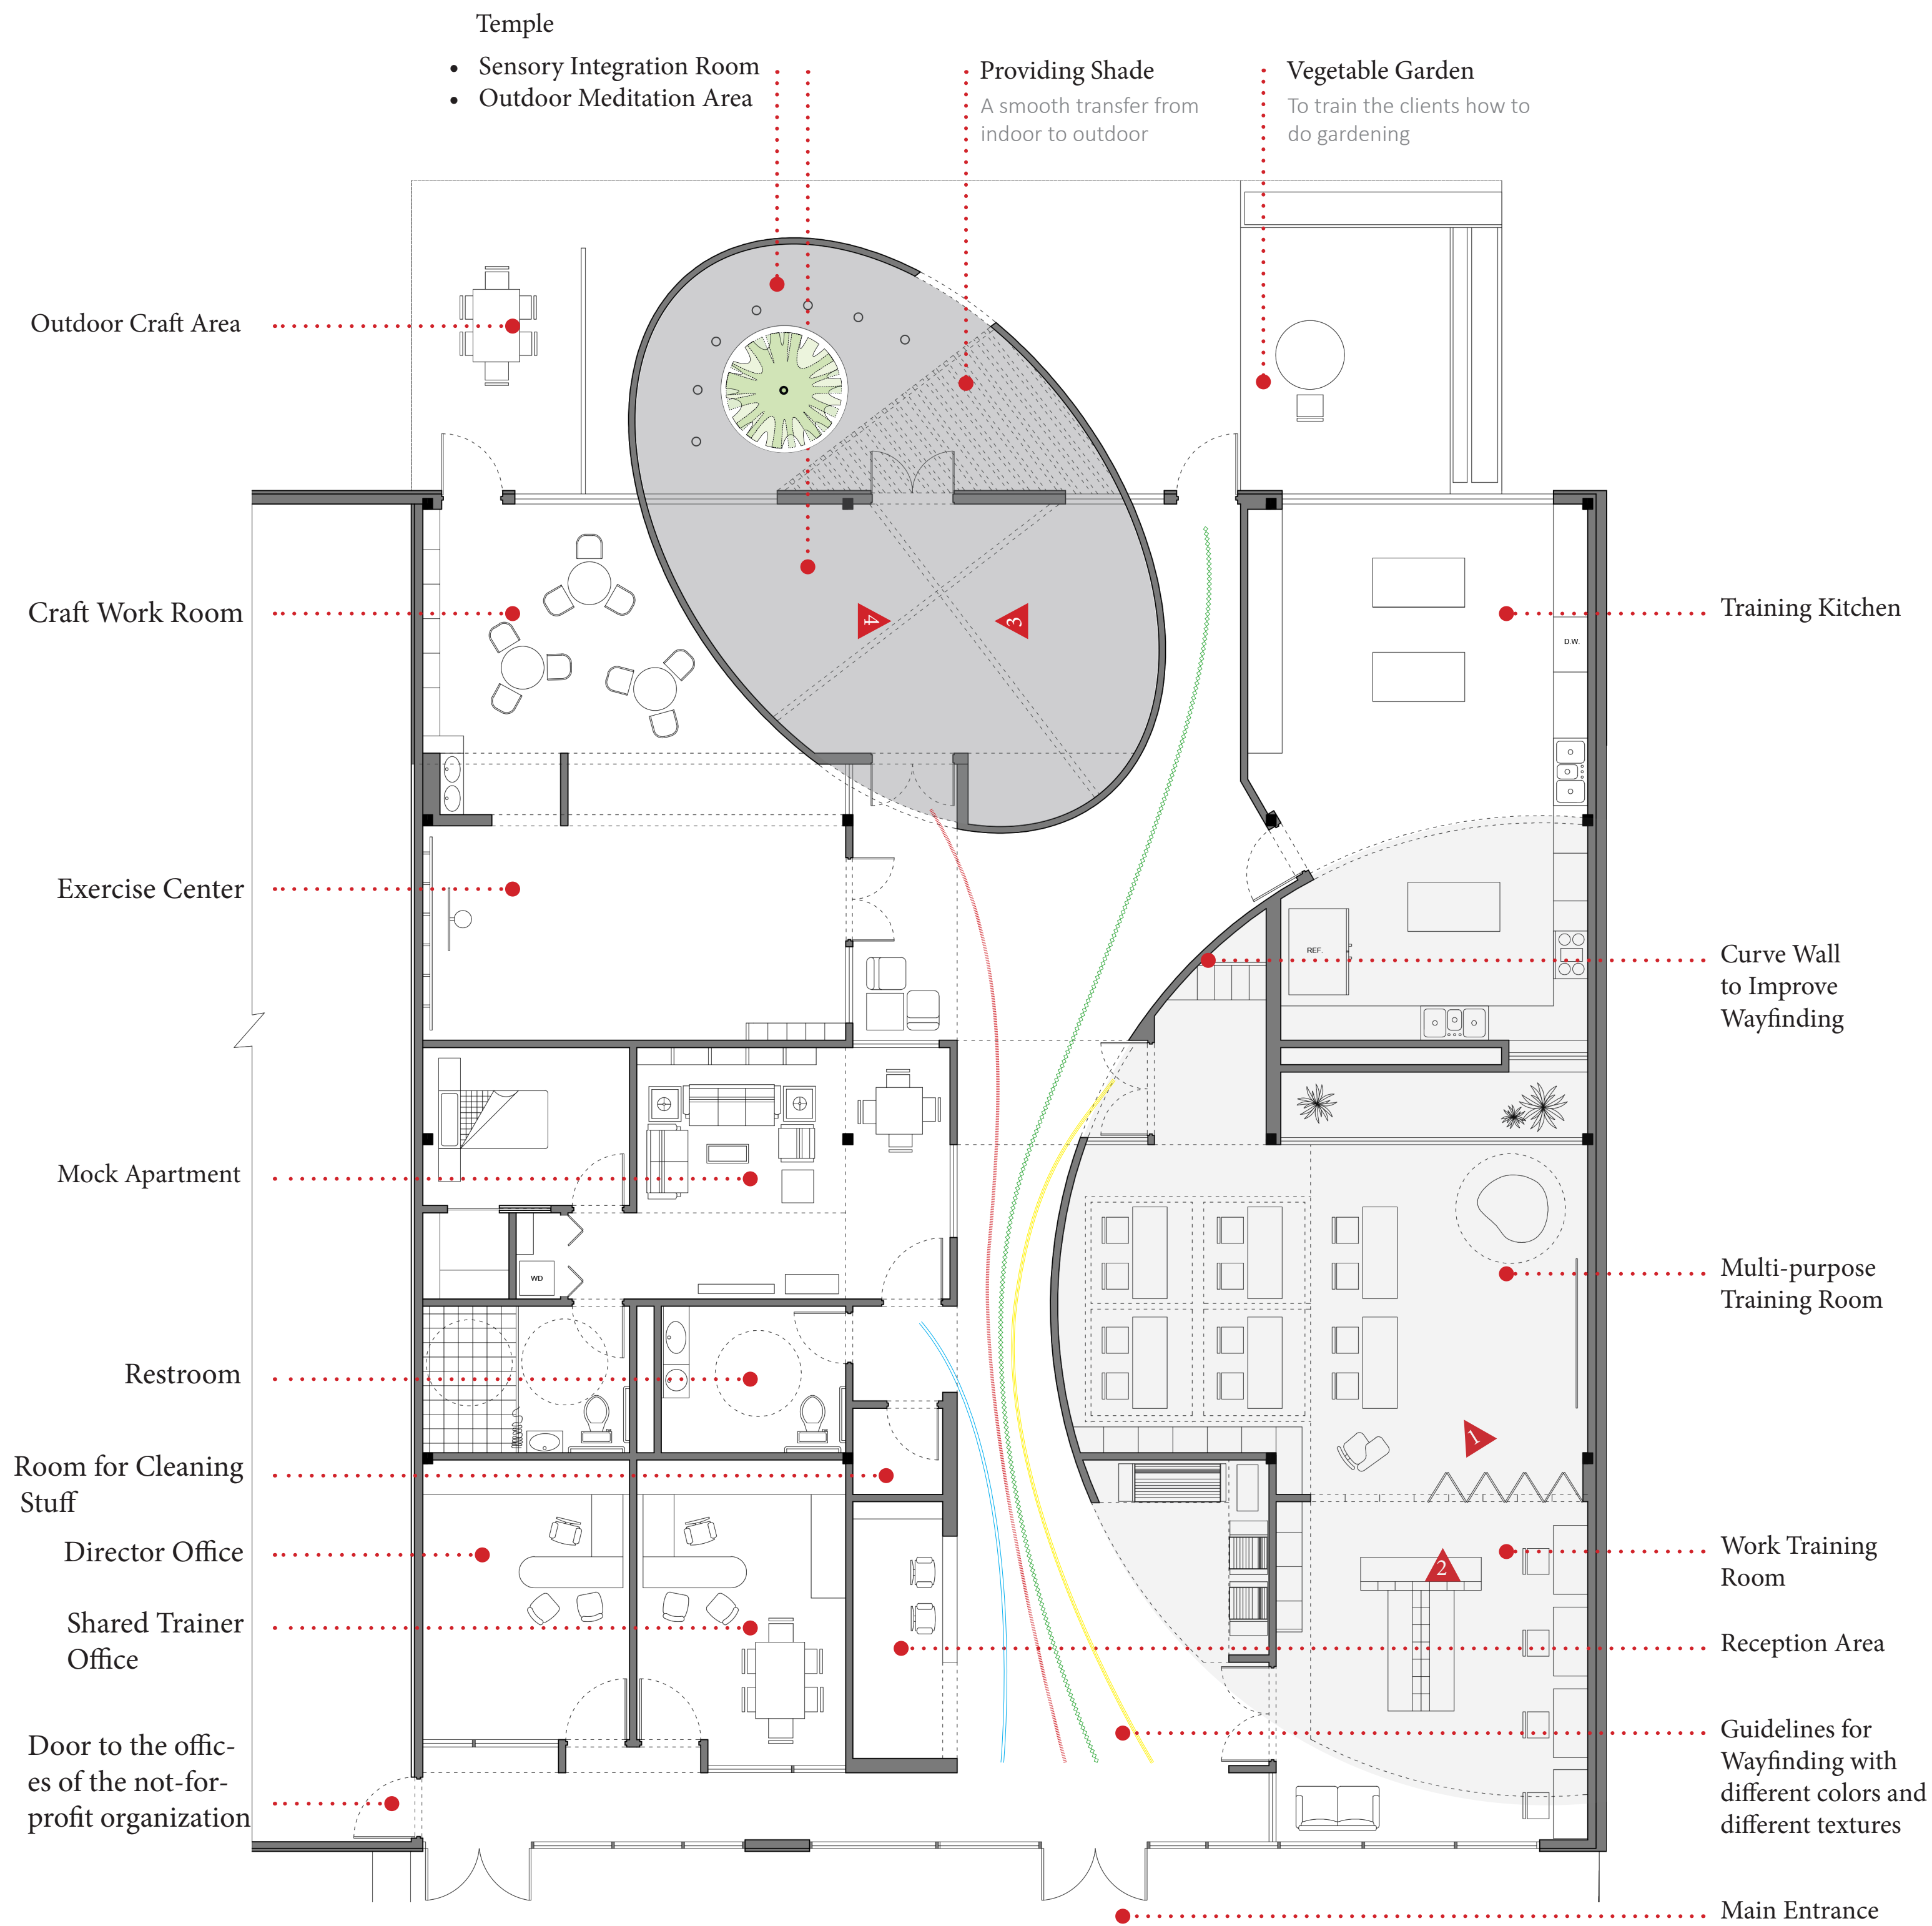 Temple
• Sensory Integration Room
• Outdoor Meditation Area
Providing Shade
A smooth transfer from
indoor to outdoor
Vegetable Garden
To train the clients how to
do gardening
Outdoor Craft Area
Craft Work Room
4
3
Training Kitchen
D.W.
Exercise Center
REF.
Curve Wall
to Improve
Wayfinding
Mock Apartment
WD
Multi-purpose
Training Room
Restroom
1
Room for Cleaning
Stuff
Director Office
2
Work Training
Room
Shared Trainer
Office
Reception Area
Door to the offic-
es of the not-for-
profit organization
Guidelines for
Wayfinding with
different colors and
different textures
Main Entrance